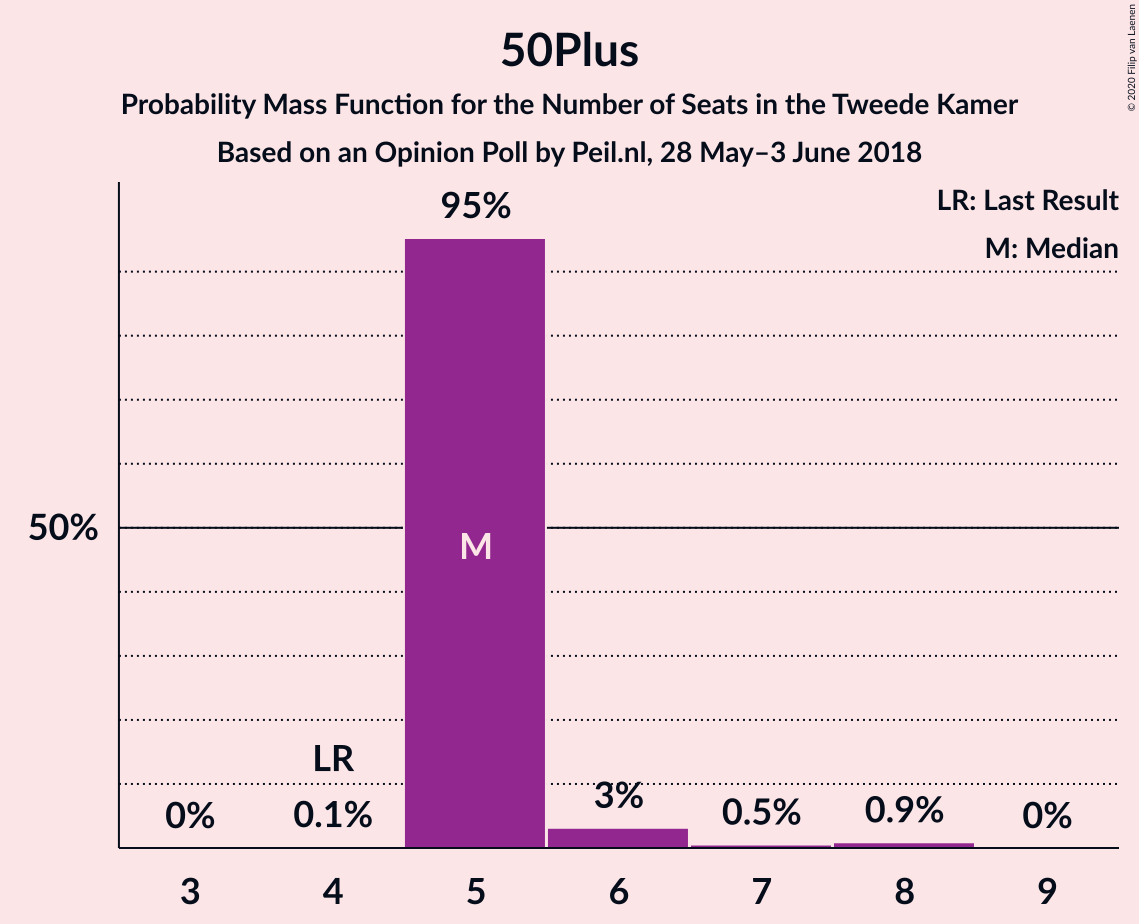 50Plus
Probability Mass Function for the Number of Seats in the Tweede Kamer
Based on an Opinion Poll by Peil.nl, 28 May–3 June 2018
© 2020 Filip van Laenen
LR: Last Result
M: Median
95%
50%
M
LR
0% 0.1% 3% 0.5% 0.9% 0%
3 4 5 6 7 8 9